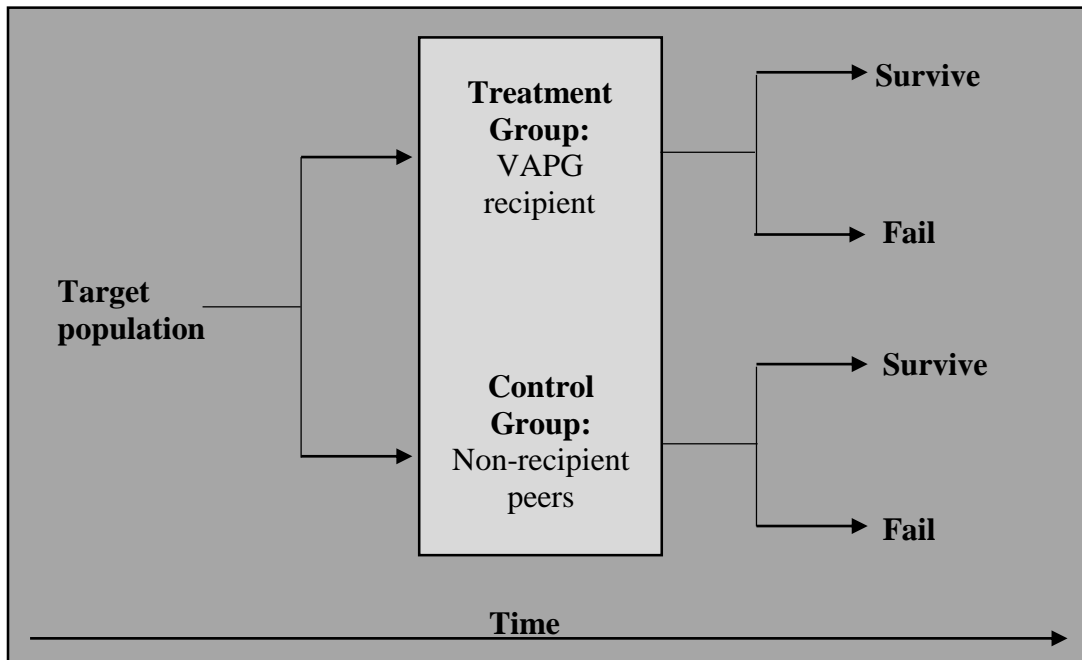 Target
population
Treatment
Group:
VAPG
recipient
Control
Group:
Non-recipient
peers
Survive
Fail
Survive
Fail
Time